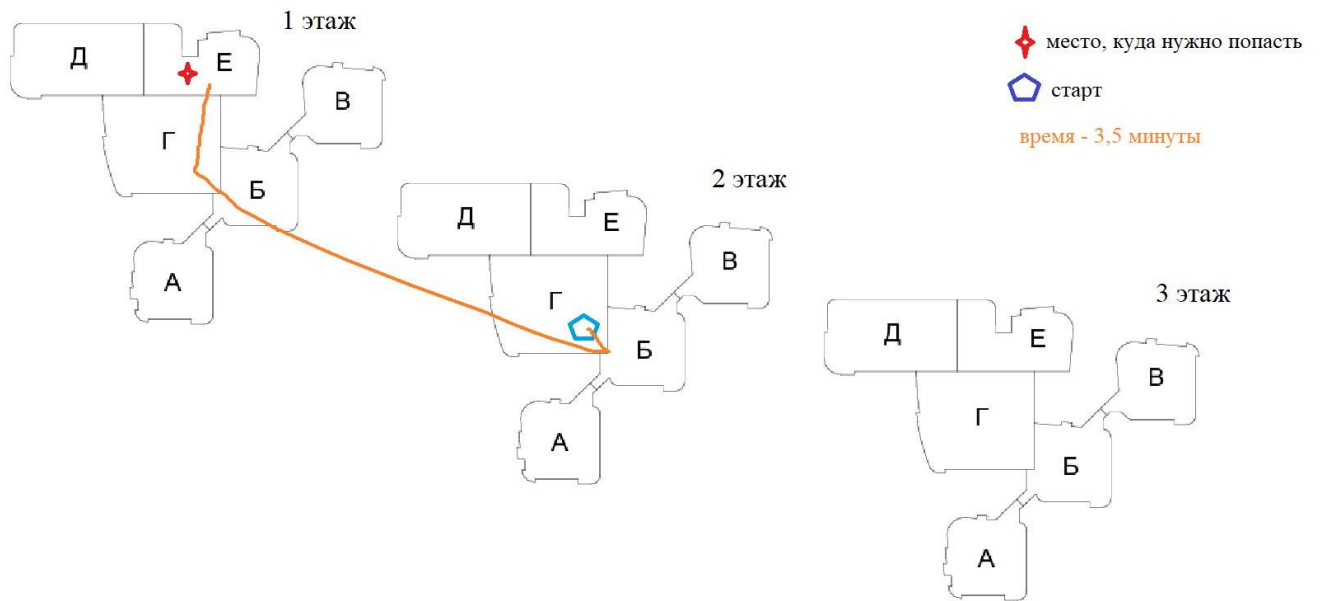 1 этаж
Д
Е
В
Г
Б
А
2 этаж
Д
Е
В
Г
Б
А
3 этаж
Д
Е
В
Г
Б
А
место, куда нужно попасть
старт
время - 3,5 минуты